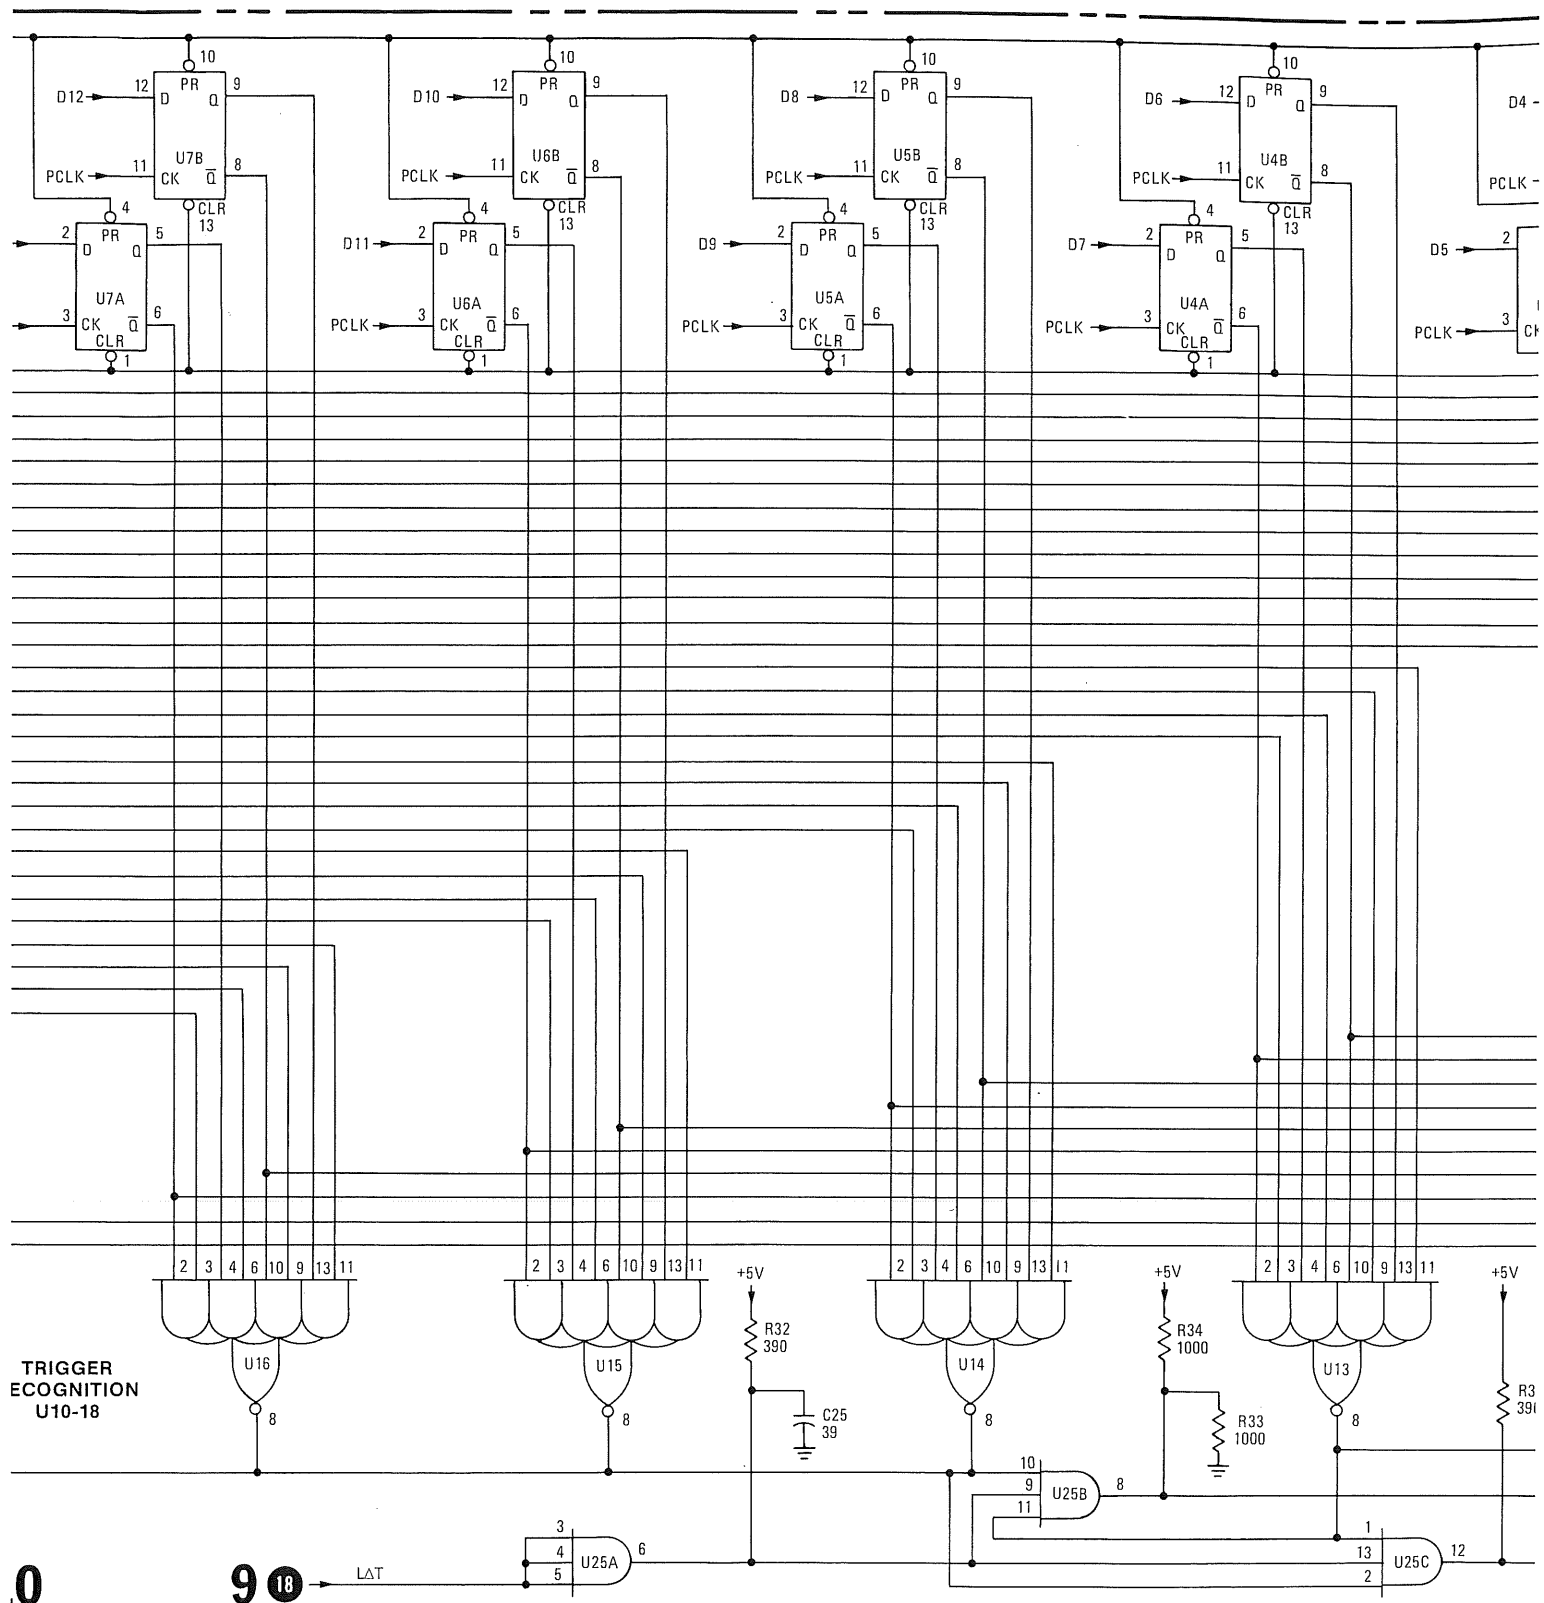 10 10 10 10
D12 12 PR 9 D10 12 PR 9 D8 12 PR 9 D6 12 PR 9 D4
D Q D Q D Q D Q
U7B U6B U5B U4B
PCLK 11 CK Q̅ 8 PCLK 11 CK Q̅ 8 PCLK 11 CK Q̅ 8 PCLK 11 CK Q̅ 8 PCLK
4 CLR 13 4 CLR 13 4 CLR 13 4 CLR 13
2 PR 5 D11 2 PR 5 D9 2 PR 5 D7 2 PR 5 D5 2
D Q D Q D Q D Q
U7A U6A U5A U4A
3 CK Q̅ 6 PCLK 3 CK Q̅ 6 PCLK 3 CK Q̅ 6 PCLK 3 CK Q̅ 6 PCLK 3 CK
CLR CLR CLR CLR
1 1 1 1
2 3 4 6 10 9 13 11 2 3 4 6 10 9 13 11 +5V 2 3 4 6 10 9 13 11 +5V 2 3 4 6 10 9 13 11 +5V
R32
390
R34
1000
U16 U15 U14 U13
TRIGGER
ECOGNITION
U10-18
8 8 8 8
C25
39
R33
1000
R3
39
10
9 U25B 8
11
3
4 U25A 6
5
1
13 U25C 12
2
.0 9 18 L∆T